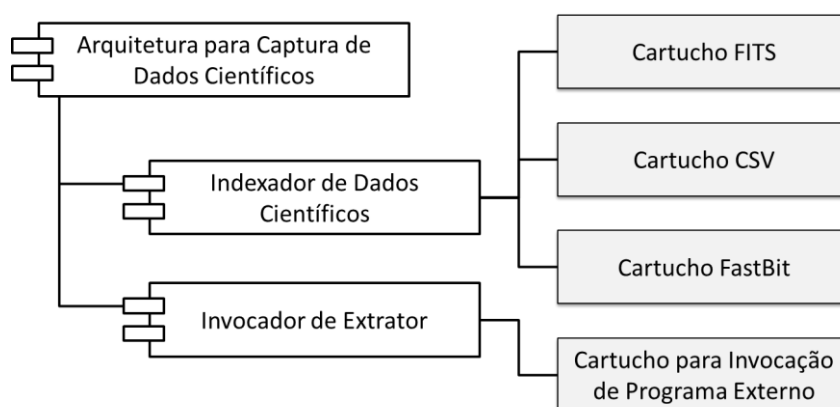 Arquitetura para Captura de
Dados Científicos
Cartucho FITS
Cartucho CSV
Indexador de Dados
Científicos
Cartucho FastBit
Invocador de Extrator
Cartucho para Invocação
de Programa Externo